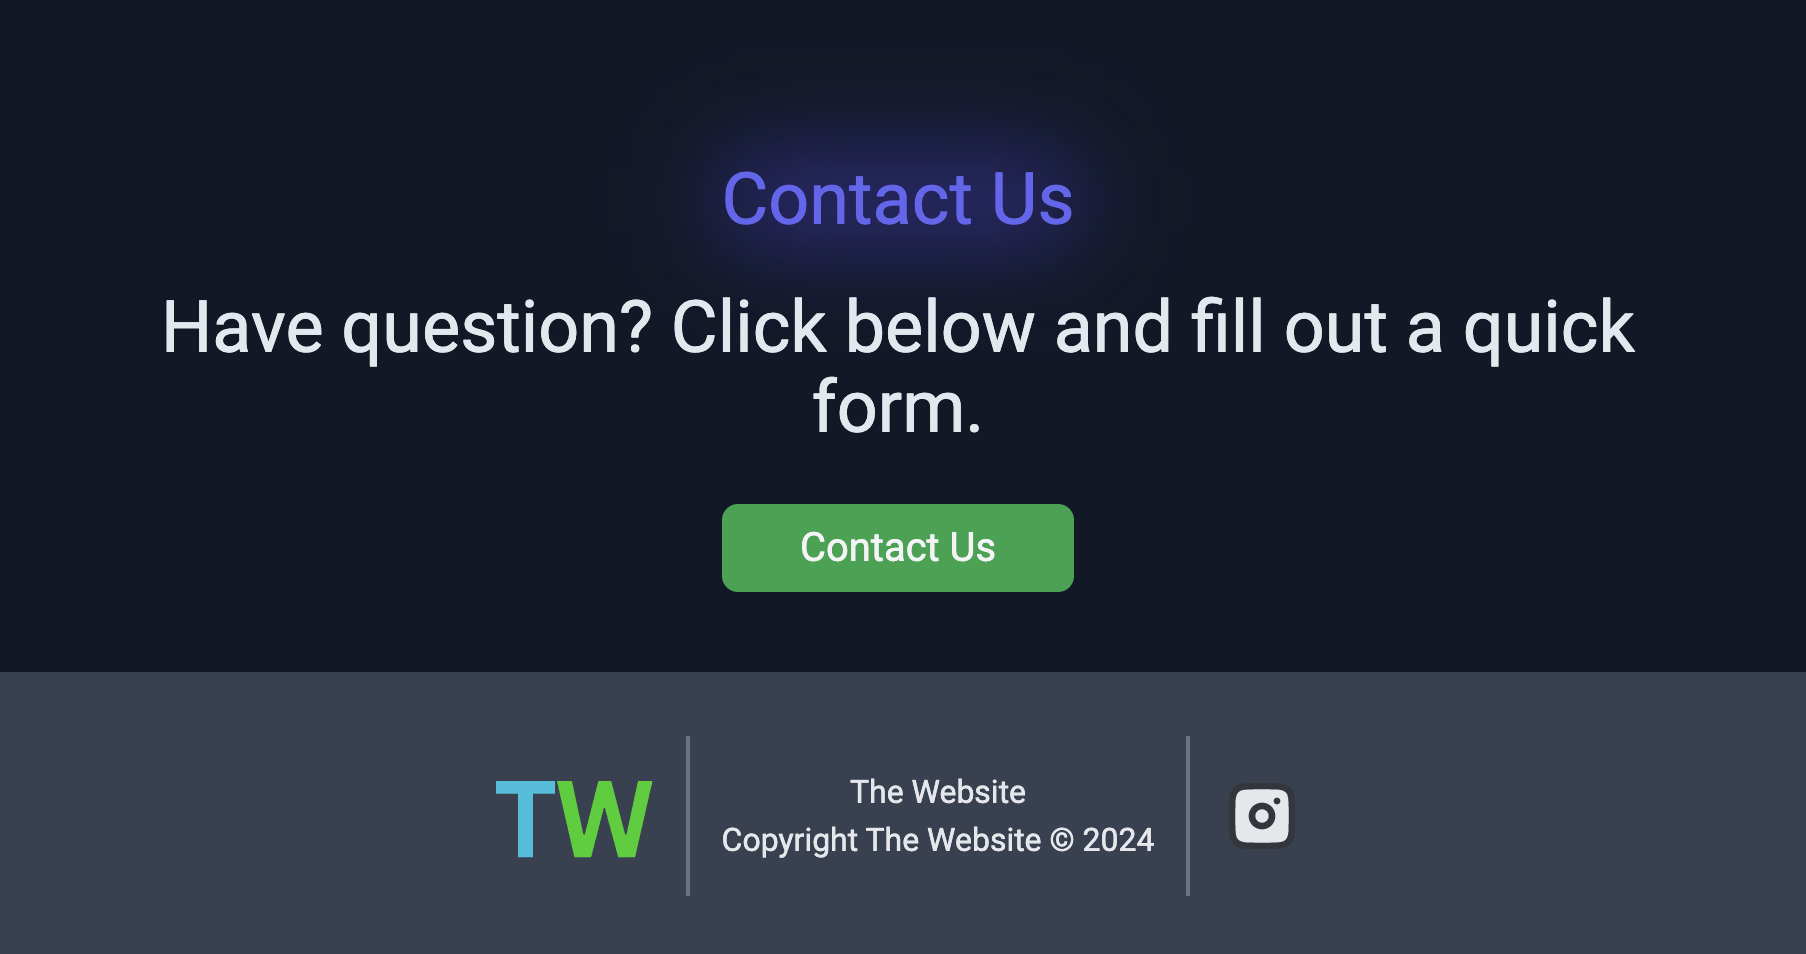 Contact Us
Have question? Click below and fill out a quick
form.
Contact Us
TW
The Website
Copyright The Website © 2024